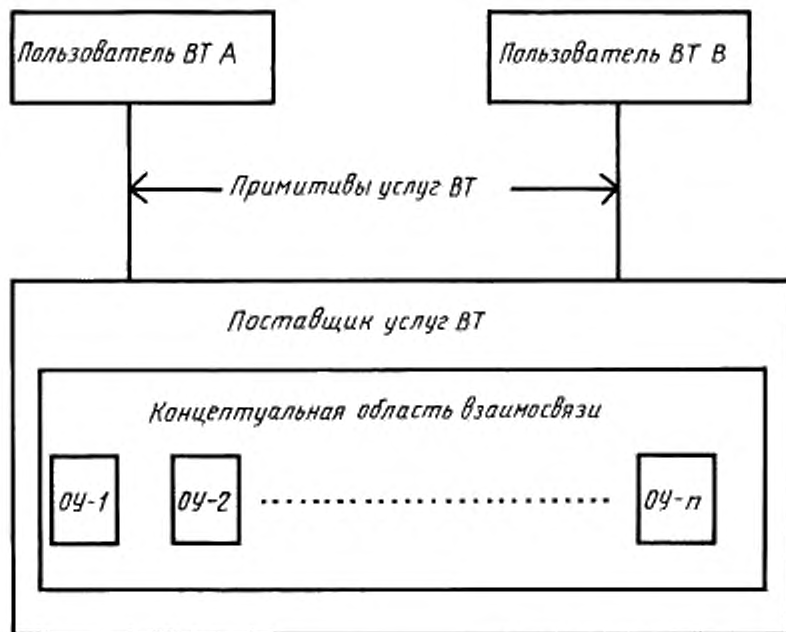 Пользователь ВТ А
Пользователь ВТ В
Примитивы услуг ВТ
Поставщик услуг ВТ
Концептуальная область взаимосвязи
ОУ-1
ОУ-2
ОУ-n